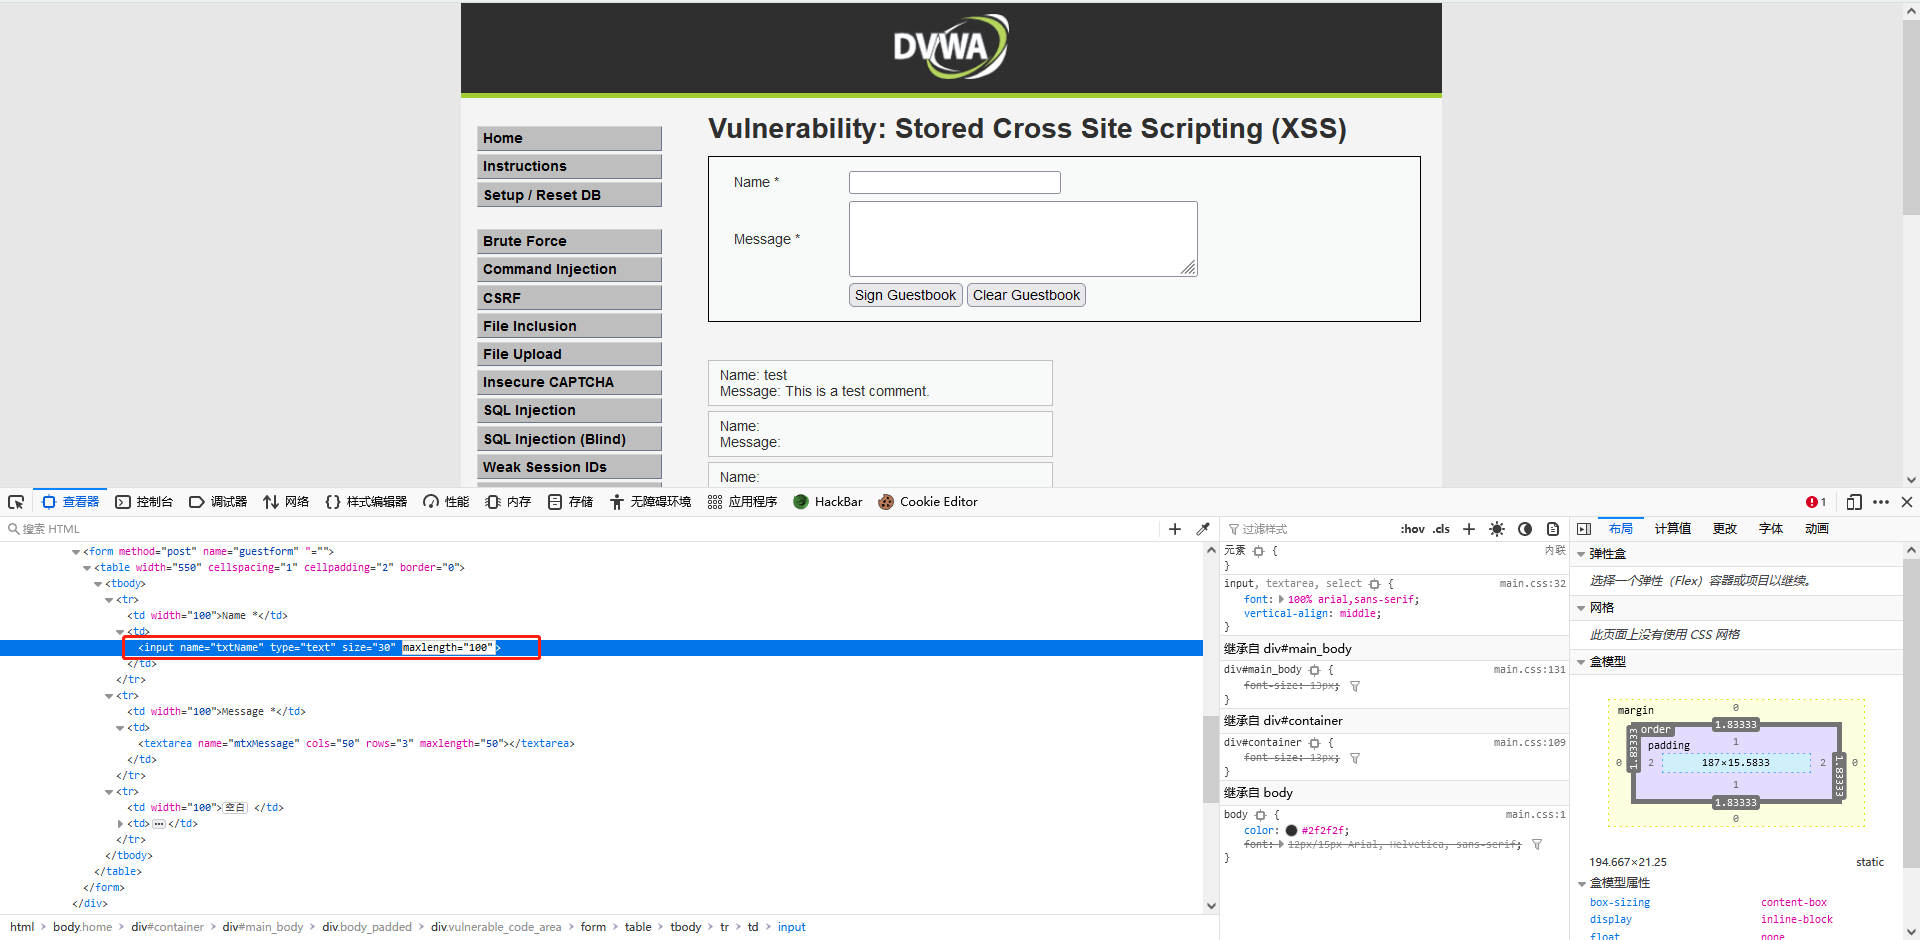 DVWA
Home
Instructions
Setup / Reset DB
Brute Force
Command Injection
CSRF
File Inclusion
File Upload
Insecure CAPTCHA
SQL Injection
SQL Injection (Blind)
Weak Session IDs
Vulnerability: Stored Cross Site Scripting (XSS)
Name *
Message *
Sign Guestbook Clear Guestbook
Name: test
Message: This is a test comment.
Name:
Message:
Name:
查看器 控制台 调试器 网络 样式编辑器 性能 内存 存储 无障碍环境 应用程序 HackBar Cookie Editor 1
搜索 HTML
<form method="post" name="guestform" "="">
<table width="550" cellspacing="1" cellpadding="2" border="0">
<tbody>
<tr>
<td width="100">Name *</td>
<td>
<input name="txtName" type="text" size="30" maxlength="100">
</td>
</tr>
<tr>
<td width="100">Message *</td>
<td>
<textarea name="mtxMessage" cols="50" rows="3" maxlength="50"></textarea>
</td>
</tr>
<tr>
<td width="100">空白 </td>
<td>⋯</td>
</tr>
</tbody>
</table>
</form>
</div>
html > body.home > div#container > div#main_body > div.body_padded > div.vulnerable_code_area > form > table > tbody > tr > td > input
过滤样式 :hov .cls +
元素 { 内联
}
input, textarea, select { main.css:32
font: 100% arial,sans-serif;
vertical-align: middle;
}
继承自 div#main_body
div#main_body { main.css:131
font-size: 13px;
}
继承自 div#container
div#container { main.css:109
font-size: 13px;
}
继承自 body
body { main.css:1
color: #2f2f2f;
font: 12px/15px Arial, Helvetica, sans-serif;
}
布局 计算值 更改 字体 动画
弹性盒
选择一个弹性（Flex）容器或项目以继续。
网格
此页面上没有使用 CSS 网格
盒模型
margin 0
order 1.83333
padding 1
0 1.83333 2 187×15.5833 2 1.83333 0
1
1.83333
0
194.667×21.25 static
盒模型属性
box-sizing content-box
display inline-block
float none